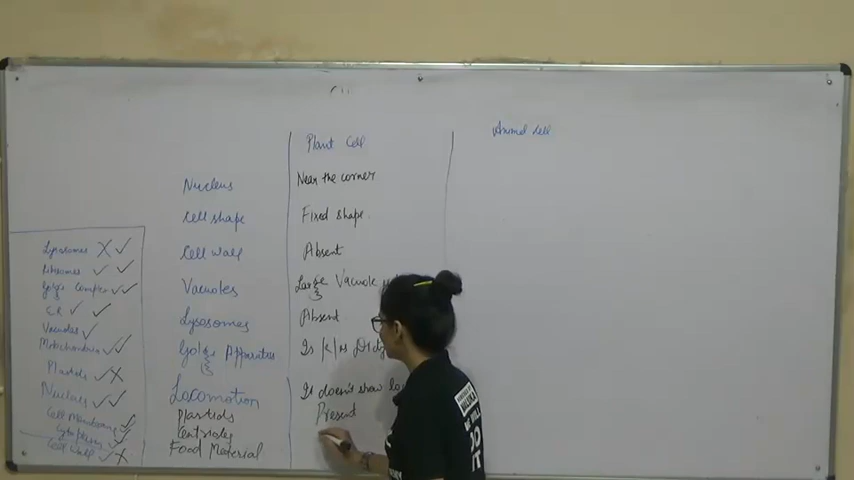 Plant Cell
Animal Cell
Nucleus
Near the corner
Cell shape
Fixed shape
Cell Wall
Absent
Vacuoles
Large Vacuole
Lysosomes
Absent
Golgi Apparatus
Is K/as
Locomotion
It doesn't show
Plastids
Present
Centrioles
Food Material
Lysosomes X ✓
Ribosomes ✓ ✓
Golgi Complex ✓ ✓
E.R ✓ ✓
Vacuoles ✓
Mitochondria ✓ ✓
Plastids ✓ X
Nucleus ✓ ✓
Cell Membrane ✓ ✓
Cytoplasm ✓ ✓
Cell Wall ✓ X